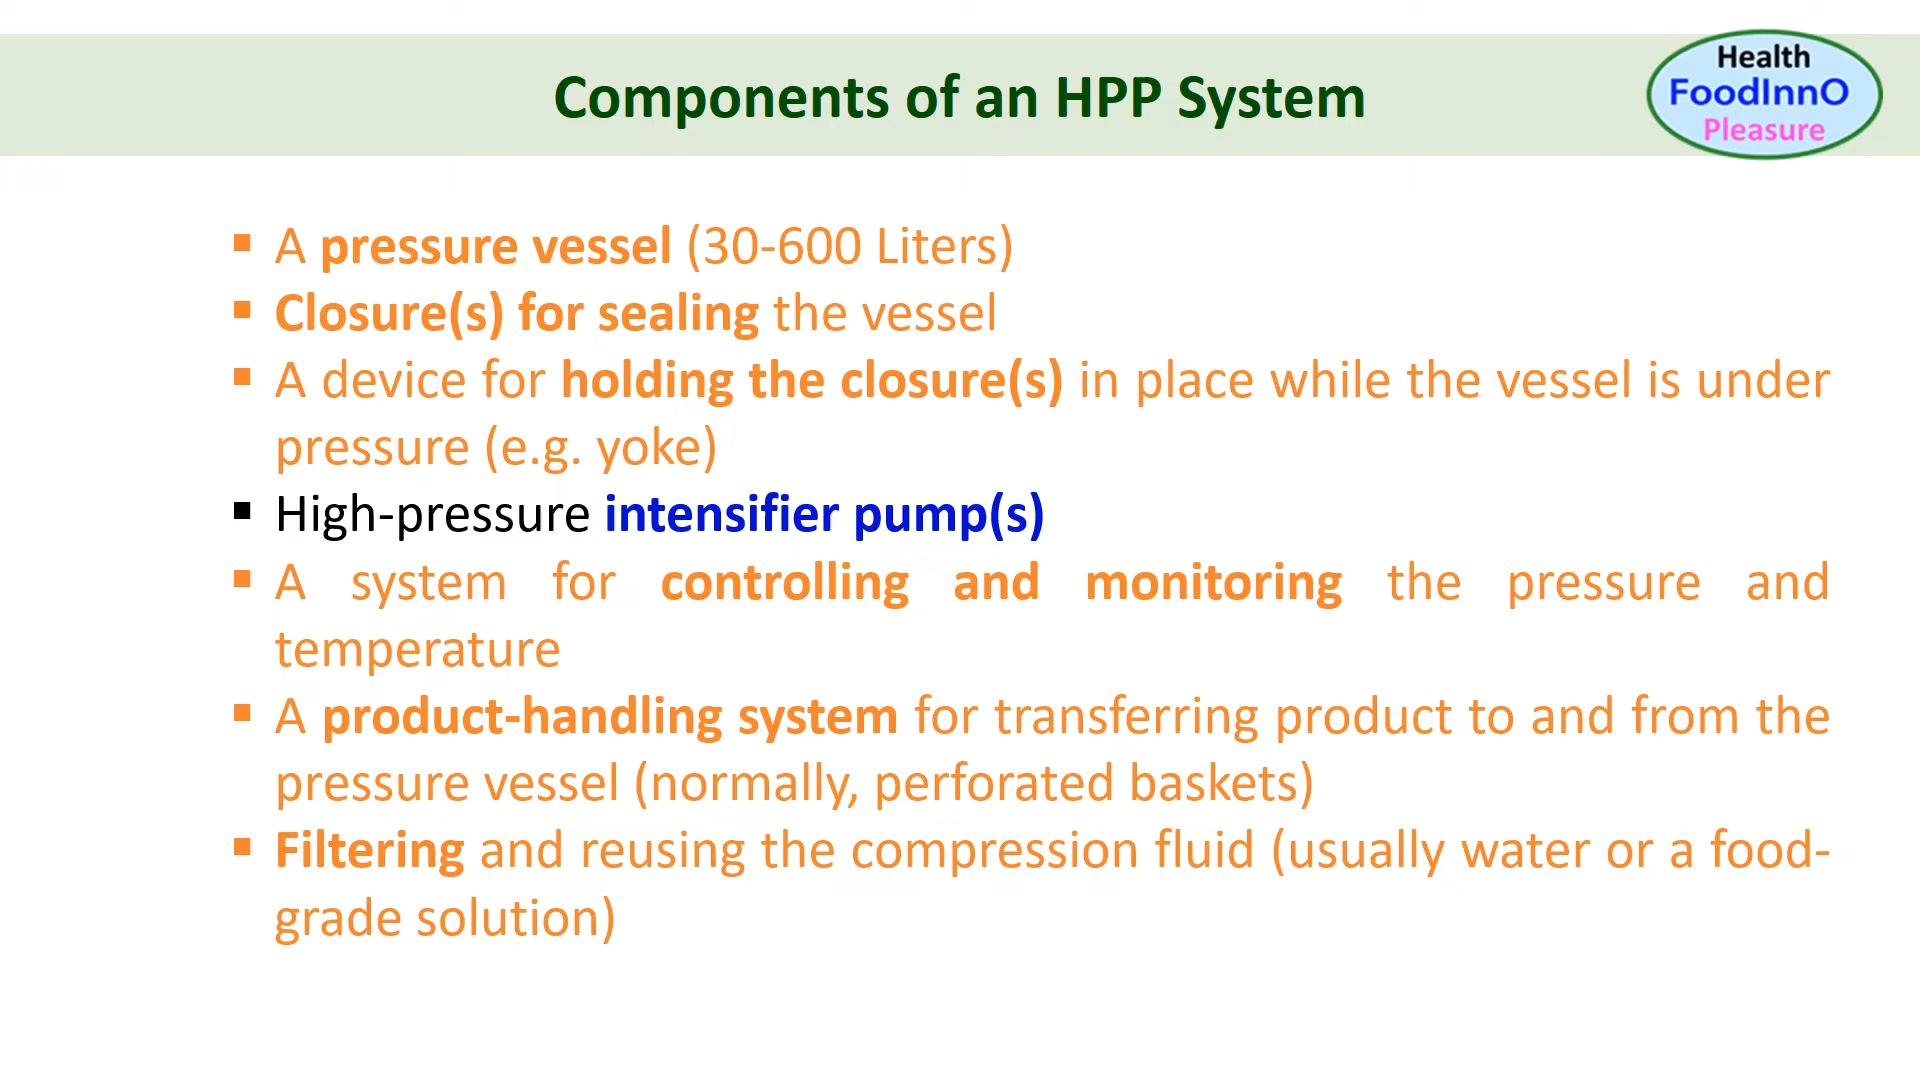 Components of an HPP System
Health
FoodInnO
Pleasure
▪ A pressure vessel (30-600 Liters)
▪ Closure(s) for sealing the vessel
▪ A device for holding the closure(s) in place while the vessel is under
pressure (e.g. yoke)
▪ High-pressure intensifier pump(s)
▪ A system for controlling and monitoring the pressure and
temperature
▪ A product-handling system for transferring product to and from the
pressure vessel (normally, perforated baskets)
▪ Filtering and reusing the compression fluid (usually water or a food-
grade solution)